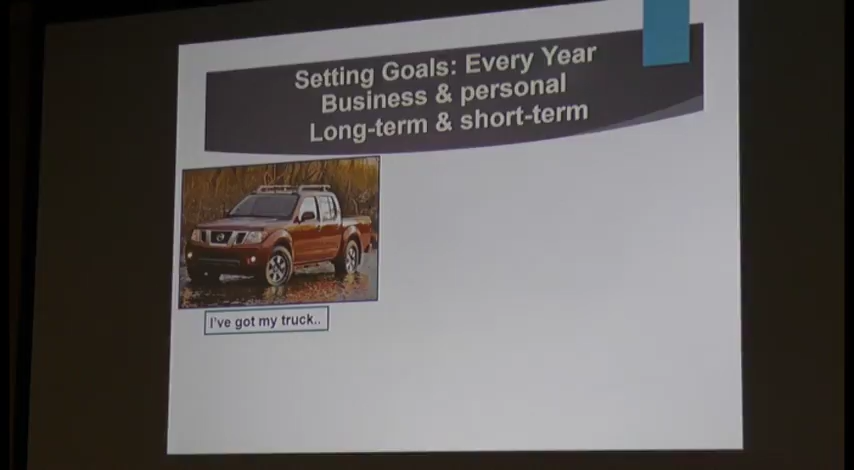 Setting Goals: Every Year
Business & personal
Long-term & short-term
I've got my truck..